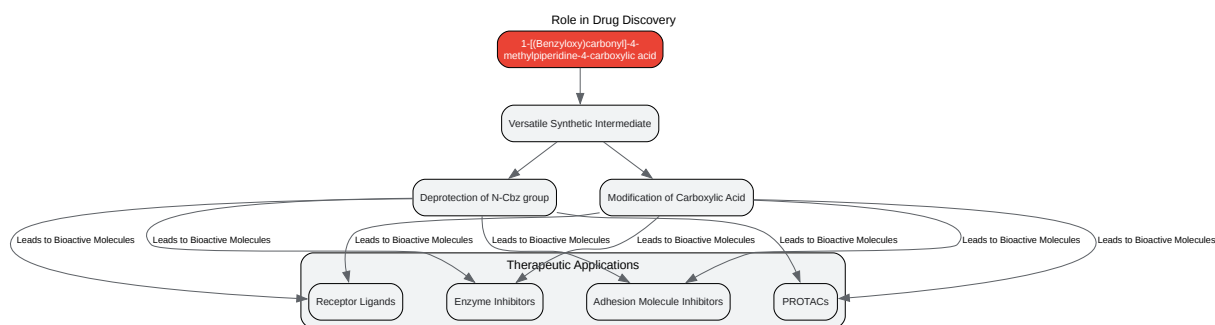 Role in Drug Discovery
1-[(Benzyloxy)carbonyl]-4-
methylpiperidine-4-carboxylic acid
Versatile Synthetic Intermediate
Deprotection of N-Cbz group
Modification of Carboxylic Acid
Leads to Bioactive Molecules
Leads to Bioactive Molecules
Leads to Bioactive Molecules
Leads to Bioactive Molecules
Leads to Bioactive Molecules
Leads to Bioactive Molecules
Leads to Bioactive Molecules
Leads to Bioactive Molecules
Therapeutic Applications
Receptor Ligands
Enzyme Inhibitors
Adhesion Molecule Inhibitors
PROTACs